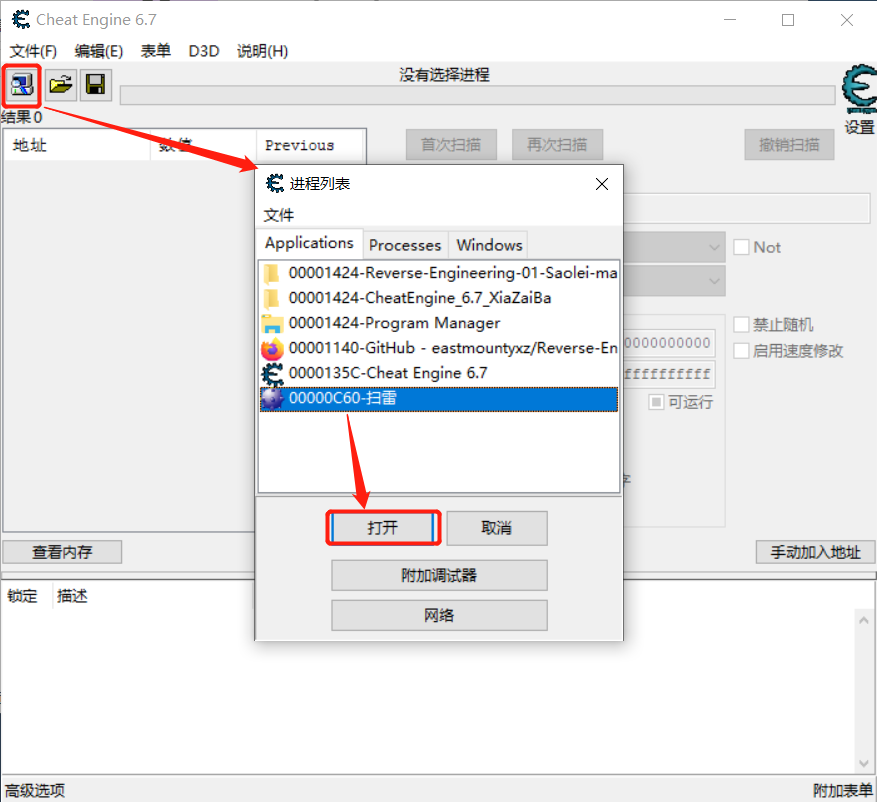 Cheat Engine 6.7
文件(F) 编辑(E) 表单 D3D 说明(H)
没有选择进程
设置
结果0
地址 数值 Previous
首次扫描 再次扫描 撤销扫描
进程列表
文件
Applications Processes Windows
00001424-Reverse-Engineering-01-Saolei-ma
00001424-CheatEngine_6.7_XiaZaiBa
00001424-Program Manager
00001140-GitHub - eastmountyxz/Reverse-En
0000135C-Cheat Engine 6.7
00000C60-扫雷
Not
禁止随机
启用速度修改
0000000000
ffffffffff
可运行
字
打开 取消
附加调试器
网络
查看内存 手动加入地址
锁定 描述
高级选项 附加表单